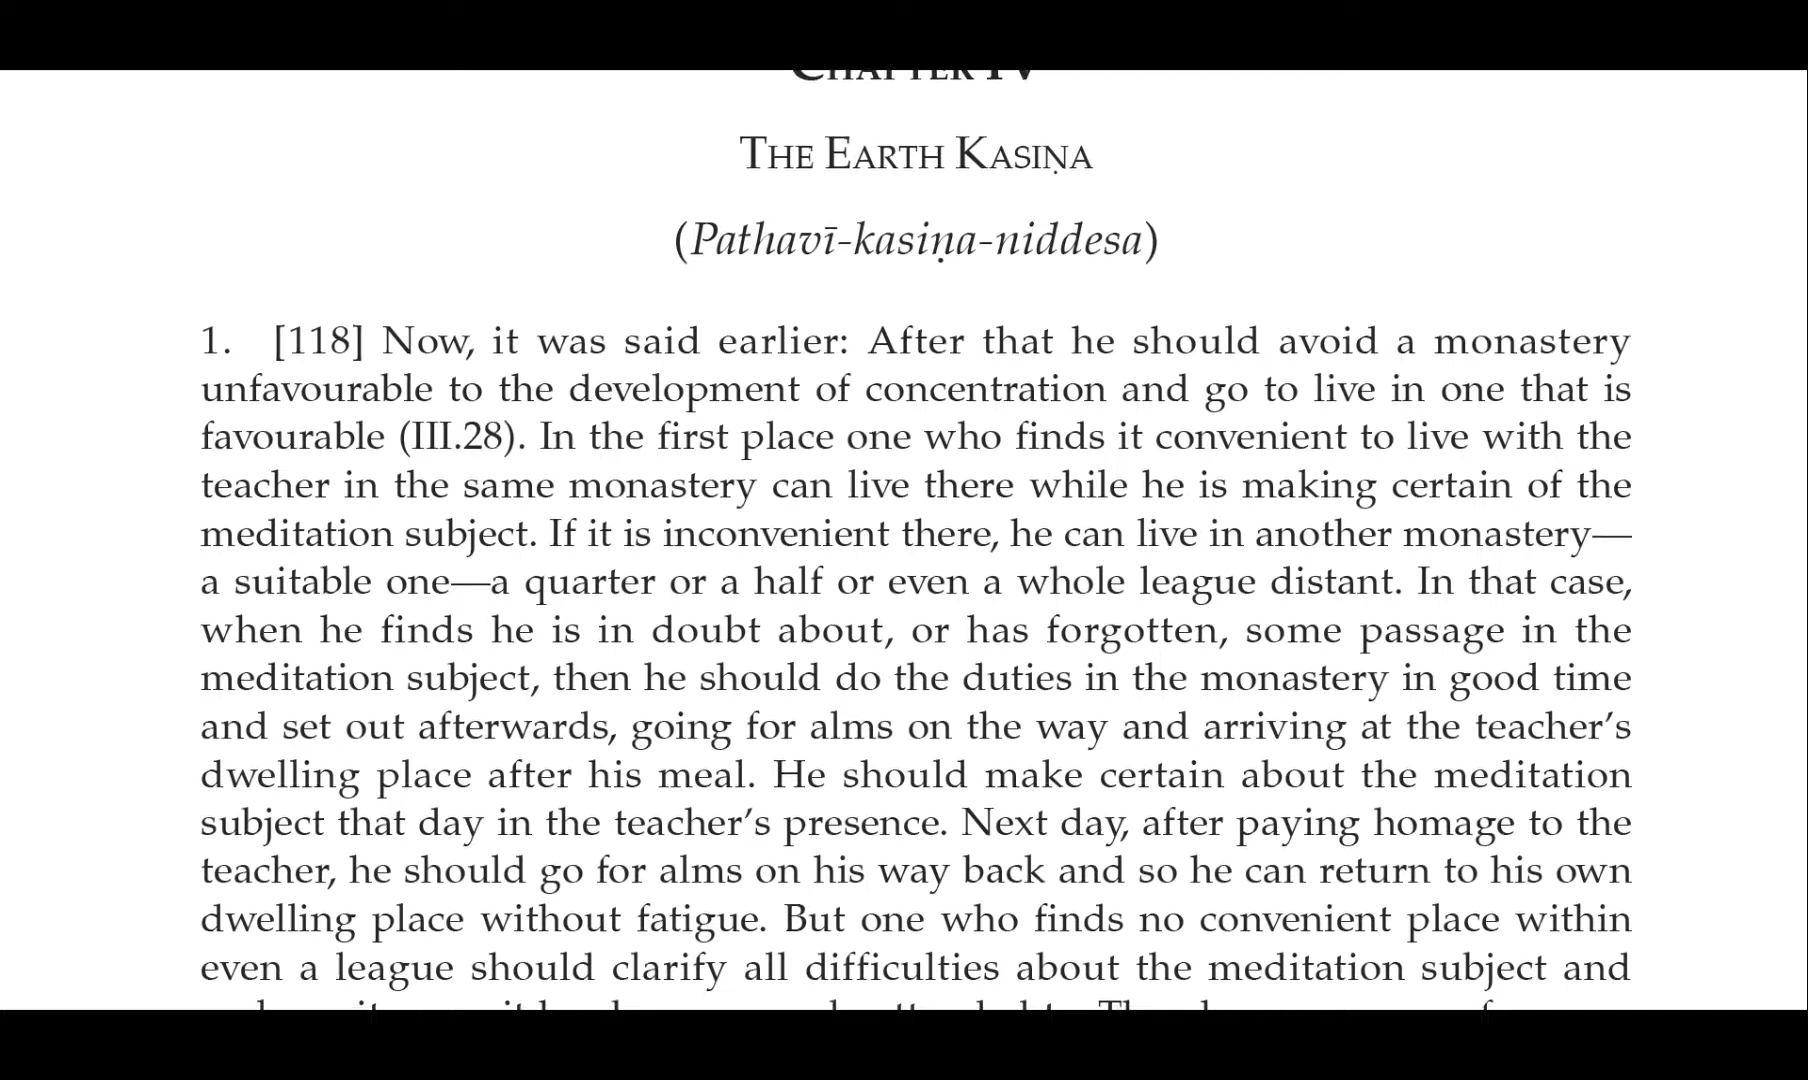 CHAPTER IV
THE EARTH KASIṆA
(Pathavī-kasiṇa-niddesa)
1. [118] Now, it was said earlier: After that he should avoid a monastery
unfavourable to the development of concentration and go to live in one that is
favourable (III.28). In the first place one who finds it convenient to live with the
teacher in the same monastery can live there while he is making certain of the
meditation subject. If it is inconvenient there, he can live in another monastery—
a suitable one—a quarter or a half or even a whole league distant. In that case,
when he finds he is in doubt about, or has forgotten, some passage in the
meditation subject, then he should do the duties in the monastery in good time
and set out afterwards, going for alms on the way and arriving at the teacher’s
dwelling place after his meal. He should make certain about the meditation
subject that day in the teacher’s presence. Next day, after paying homage to the
teacher, he should go for alms on his way back and so he can return to his own
dwelling place without fatigue. But one who finds no convenient place within
even a league should clarify all difficulties about the meditation subject and